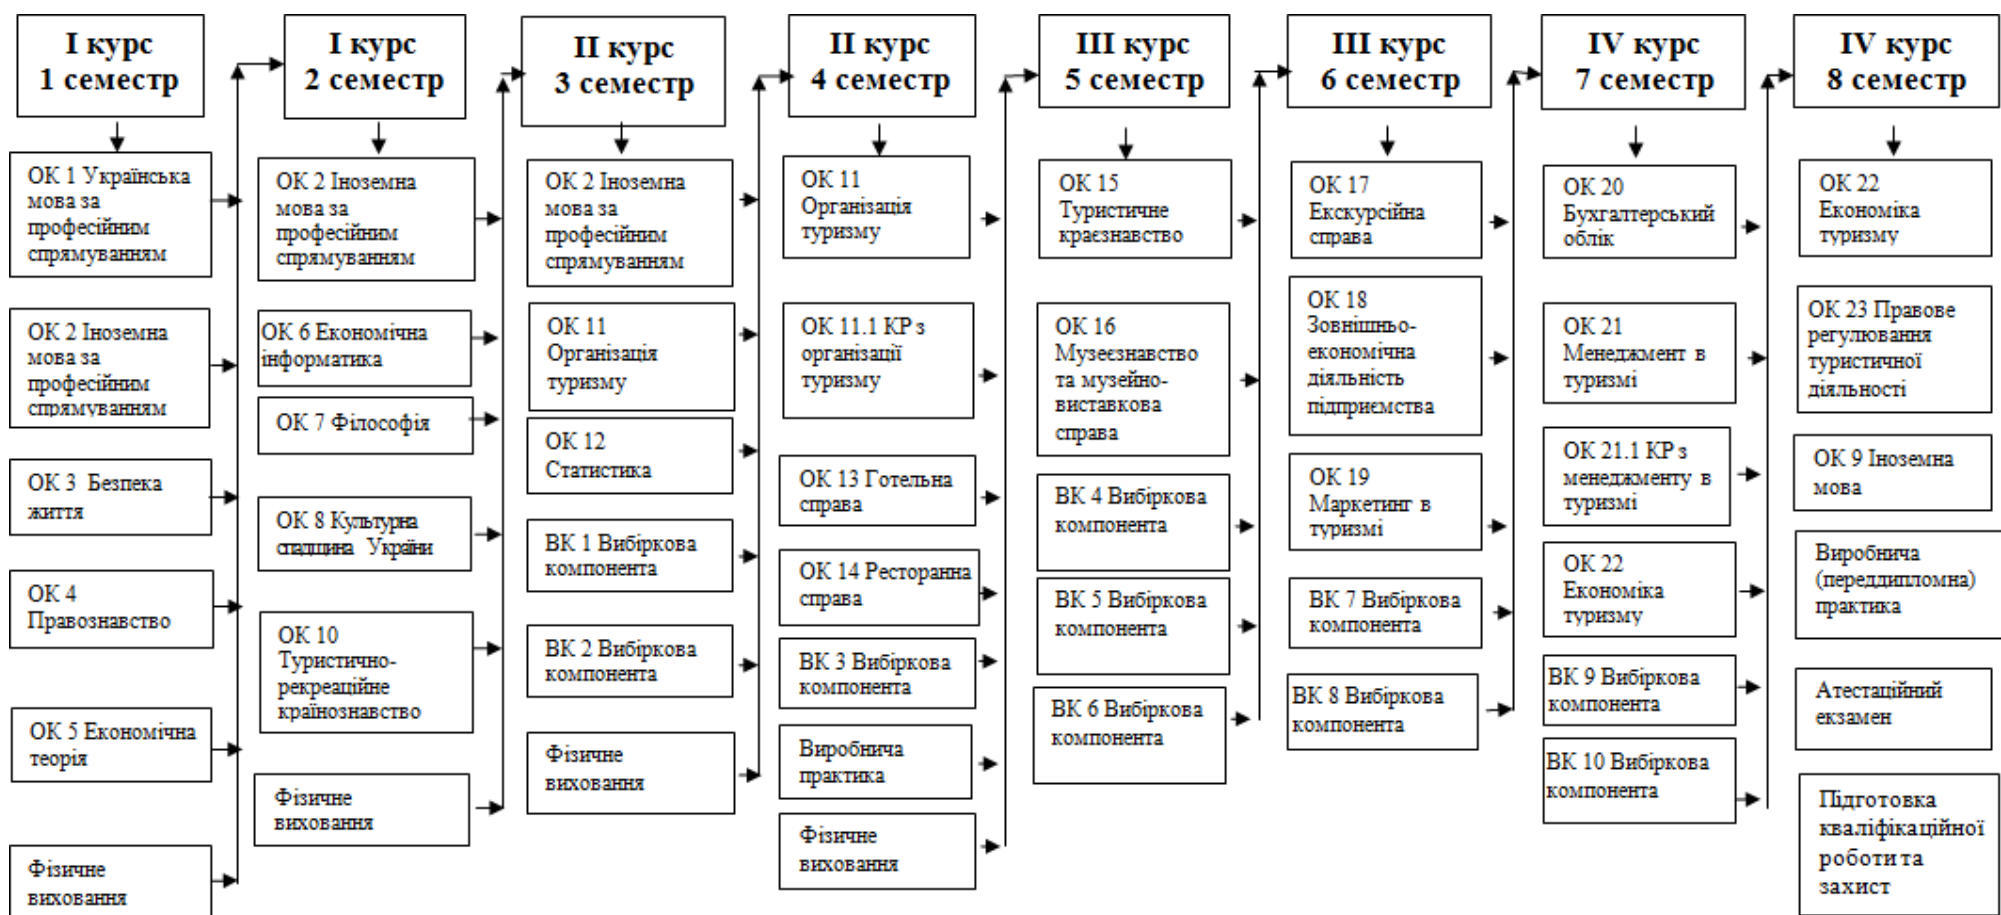 І курс
1 семестр
ОК 1 Українська
мова за
професійним
спрямуванням
ОК 2 Іноземна
мова за
професійним
спрямуванням
ОК 3 Безпека
життя
ОК 4
Правознавство
ОК 5 Економічна
теорія
Фізичне
виховання
І курс
2 семестр
ОК 2 Іноземна
мова за
професійним
спрямуванням
ОК 6 Економічна
інформатика
ОК 7 Філософія
ОК 8 Культурна
спадщина України
ОК 10
Туристично-
рекреаційне
країнознавство
Фізичне
виховання
ІІ курс
3 семестр
ОК 2 Іноземна
мова за
професійним
спрямуванням
ОК 11
Організація
туризму
ОК 12
Статистика
ВК 1 Вибіркова
компонента
ВК 2 Вибіркова
компонента
Фізичне
виховання
ІІ курс
4 семестр
ОК 11
Організація
туризму
ОК 11.1 КР з
організації
туризму
ОК 13 Готельна
справа
ОК 14 Ресторанна
справа
ВК 3 Вибіркова
компонента
Виробнича
практика
Фізичне
виховання
ІІІ курс
5 семестр
ОК 15
Туристичне
краєзнавство
ОК 16
Музеєзнавство
та музейно-
виставкова
справа
ВК 4 Вибіркова
компонента
ВК 5 Вибіркова
компонента
ВК 6 Вибіркова
компонента
ІІІ курс
6 семестр
ОК 17
Екскурсійна
справа
ОК 18
Зовнішньо-
економічна
діяльність
підприємства
ОК 19
Маркетинг в
туризмі
ВК 7 Вибіркова
компонента
ВК 8 Вибіркова
компонента
ІV курс
7 семестр
ОК 20
Бухгалтерський
облік
ОК 21
Менеджмент в
туризмі
ОК 21.1 КР з
менеджменту в
туризмі
ОК 22
Економіка
туризму
ВК 9 Вибіркова
компонента
ВК 10 Вибіркова
компонента
ІV курс
8 семестр
ОК 22
Економіка
туризму
ОК 23 Правове
регулювання
туристичної
діяльності
ОК 9 Іноземна
мова
Виробнича
(переддипломна)
практика
Атестаційний
екзамен
Підготовка
кваліфікаційної
роботи та
захист